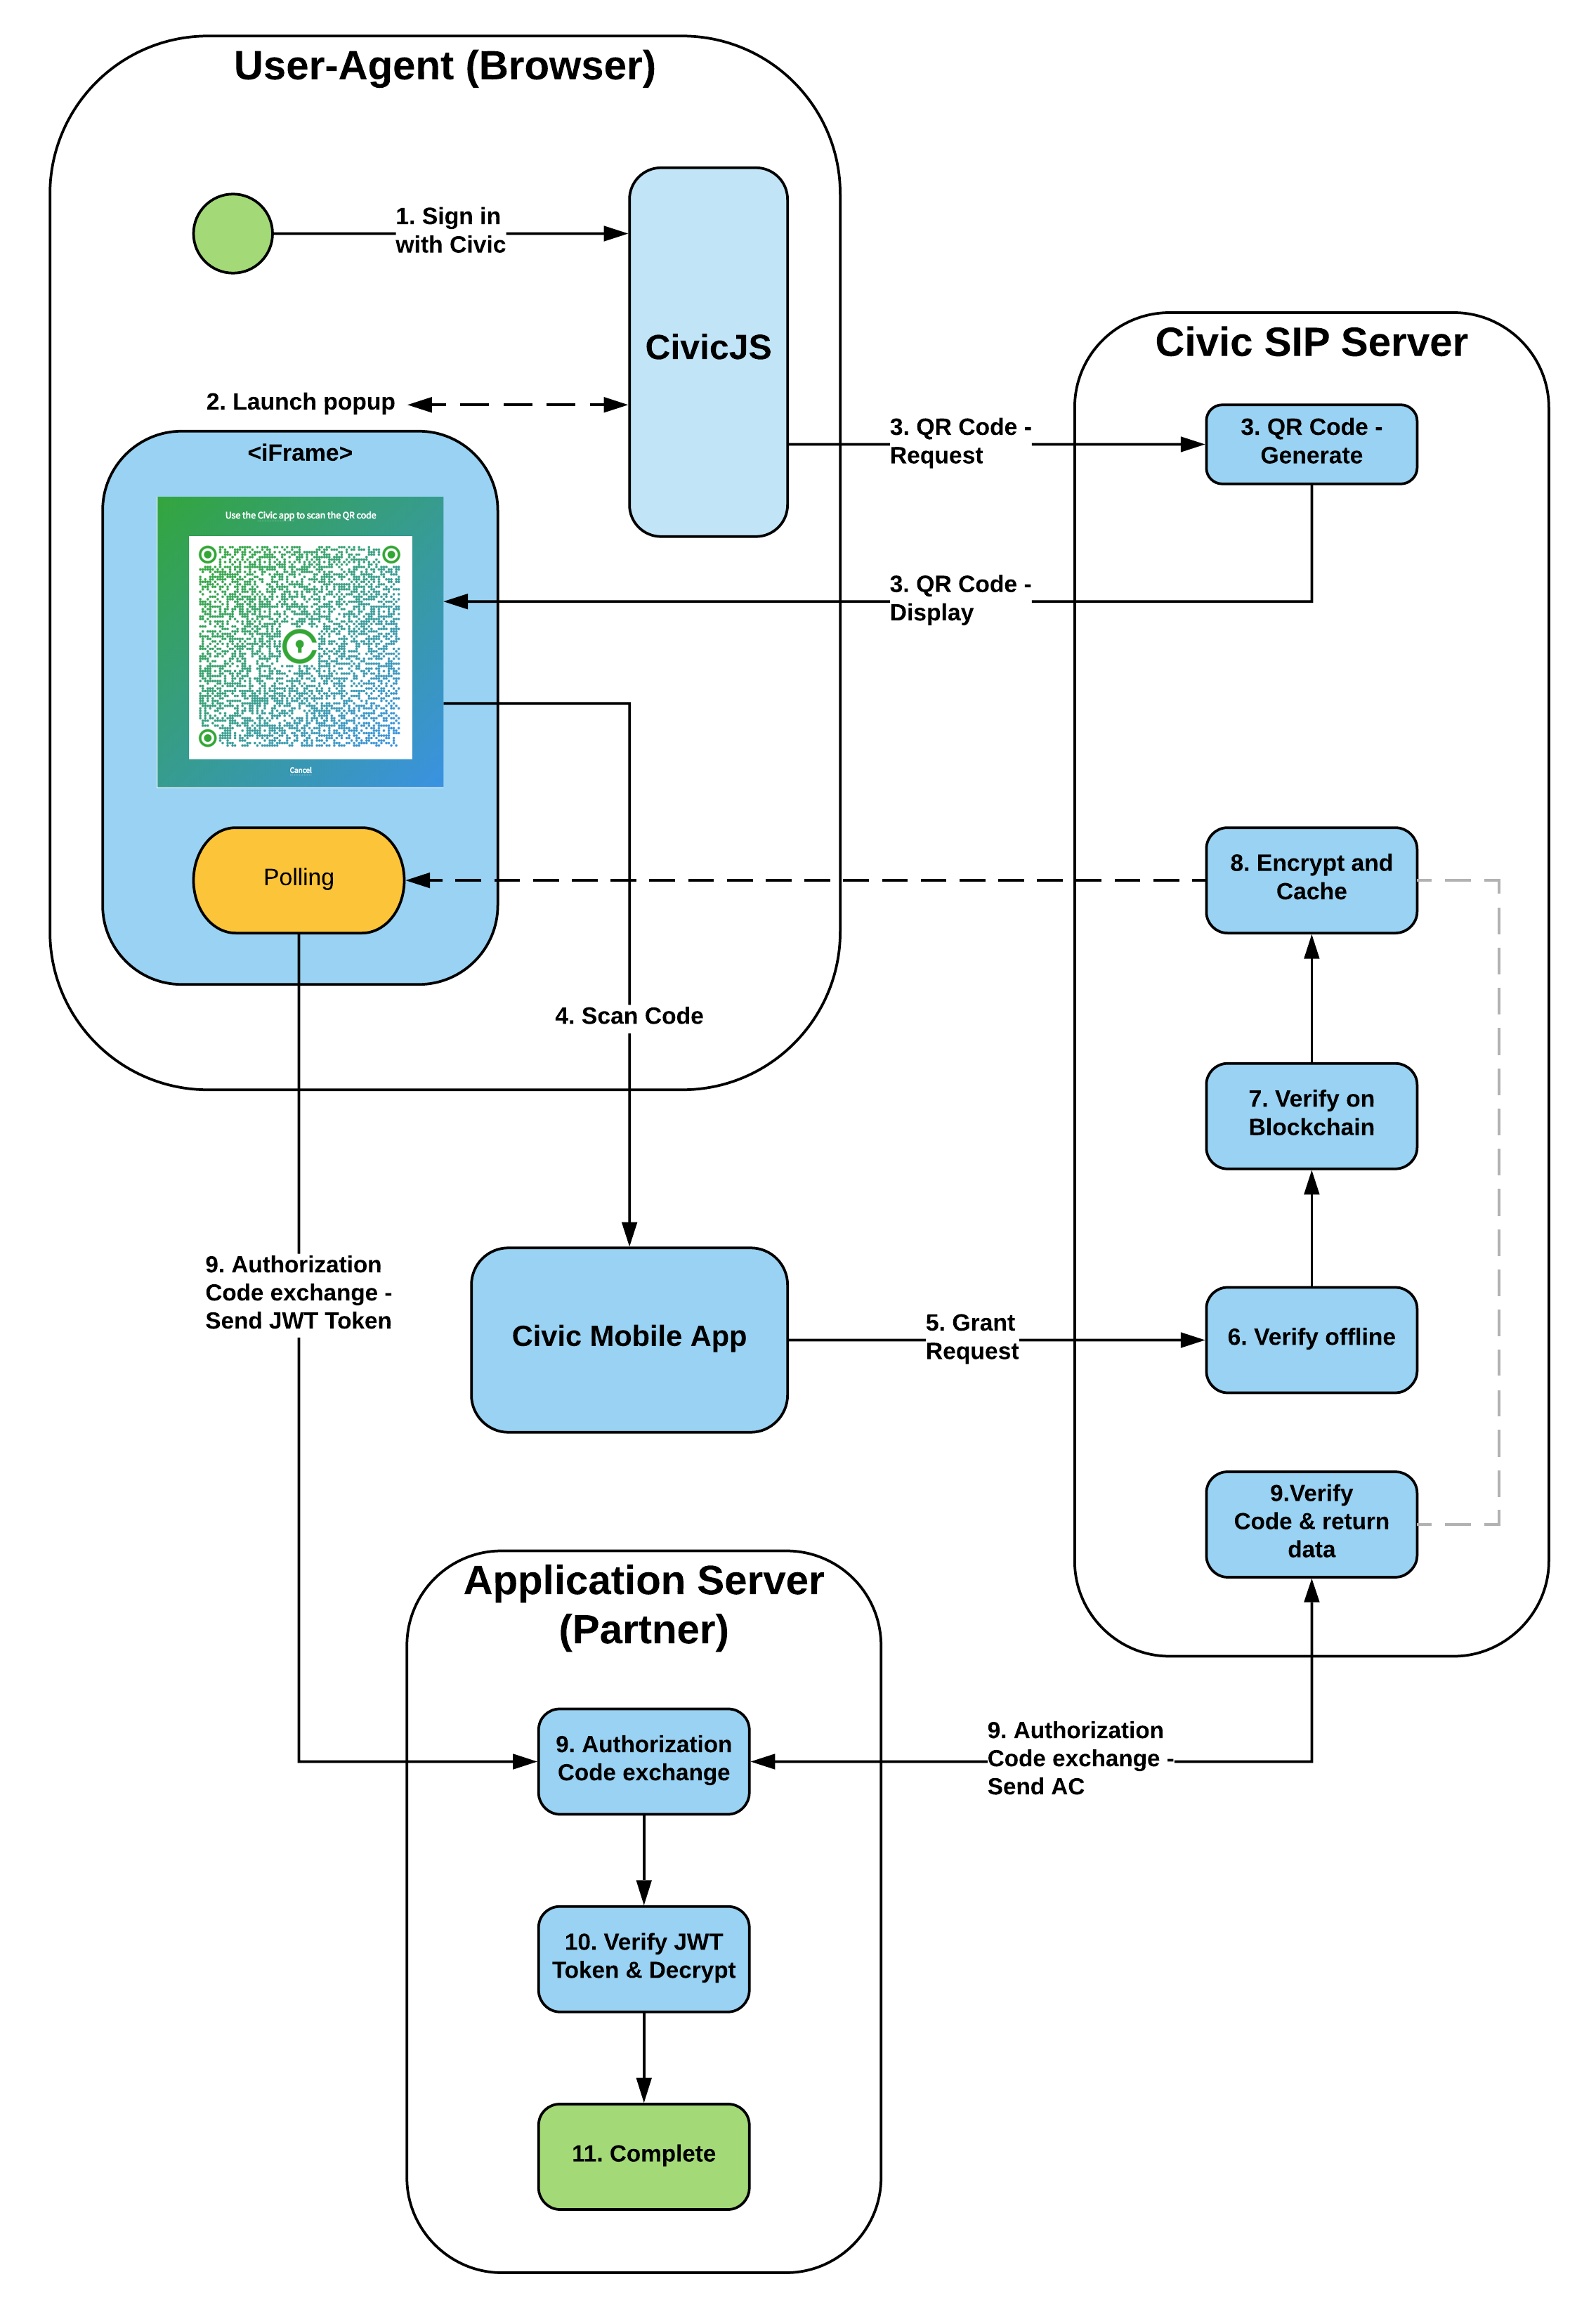 User-Agent (Browser)
1. Sign in
with Civic
CivicJS
2. Launch popup
<iFrame>
Use the Civic app to scan the QR code
Cancel
Polling
Civic SIP Server
3. QR Code -
Request
3. QR Code -
Generate
3. QR Code -
Display
4. Scan Code
8. Encrypt and
Cache
7. Verify on
Blockchain
9. Authorization
Code exchange -
Send JWT Token
Civic Mobile App
5. Grant
Request
6. Verify offline
9.Verify
Code & return
data
Application Server
(Partner)
9. Authorization
Code exchange
9. Authorization
Code exchange -
Send AC
10. Verify JWT
Token & Decrypt
11. Complete